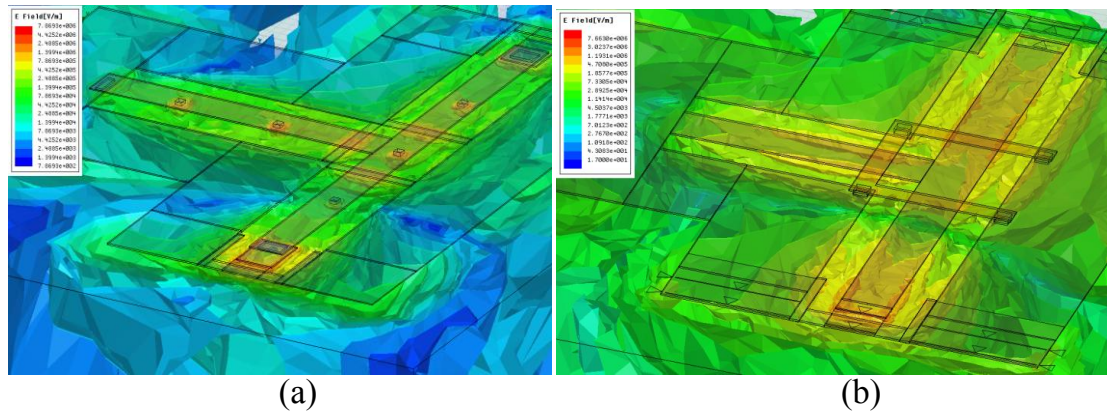 E Field[V/m]
7.8693e+006
4.4252e+006
2.4885e+006
1.3994e+006
7.8693e+005
4.4252e+005
2.4885e+005
1.3994e+005
7.8693e+004
4.4252e+004
2.4885e+004
1.3994e+004
7.8693e+003
4.4252e+003
2.4885e+003
1.3994e+003
7.8693e+002
E Field[V/m]
7.6630e+006
3.0237e+006
1.1931e+006
4.7080e+005
1.8577e+005
7.3305e+004
2.8925e+004
1.1414e+004
4.5037e+003
1.7771e+003
7.0123e+002
2.7670e+002
1.0918e+002
4.3083e+001
1.7000e+001
(a)
(b)